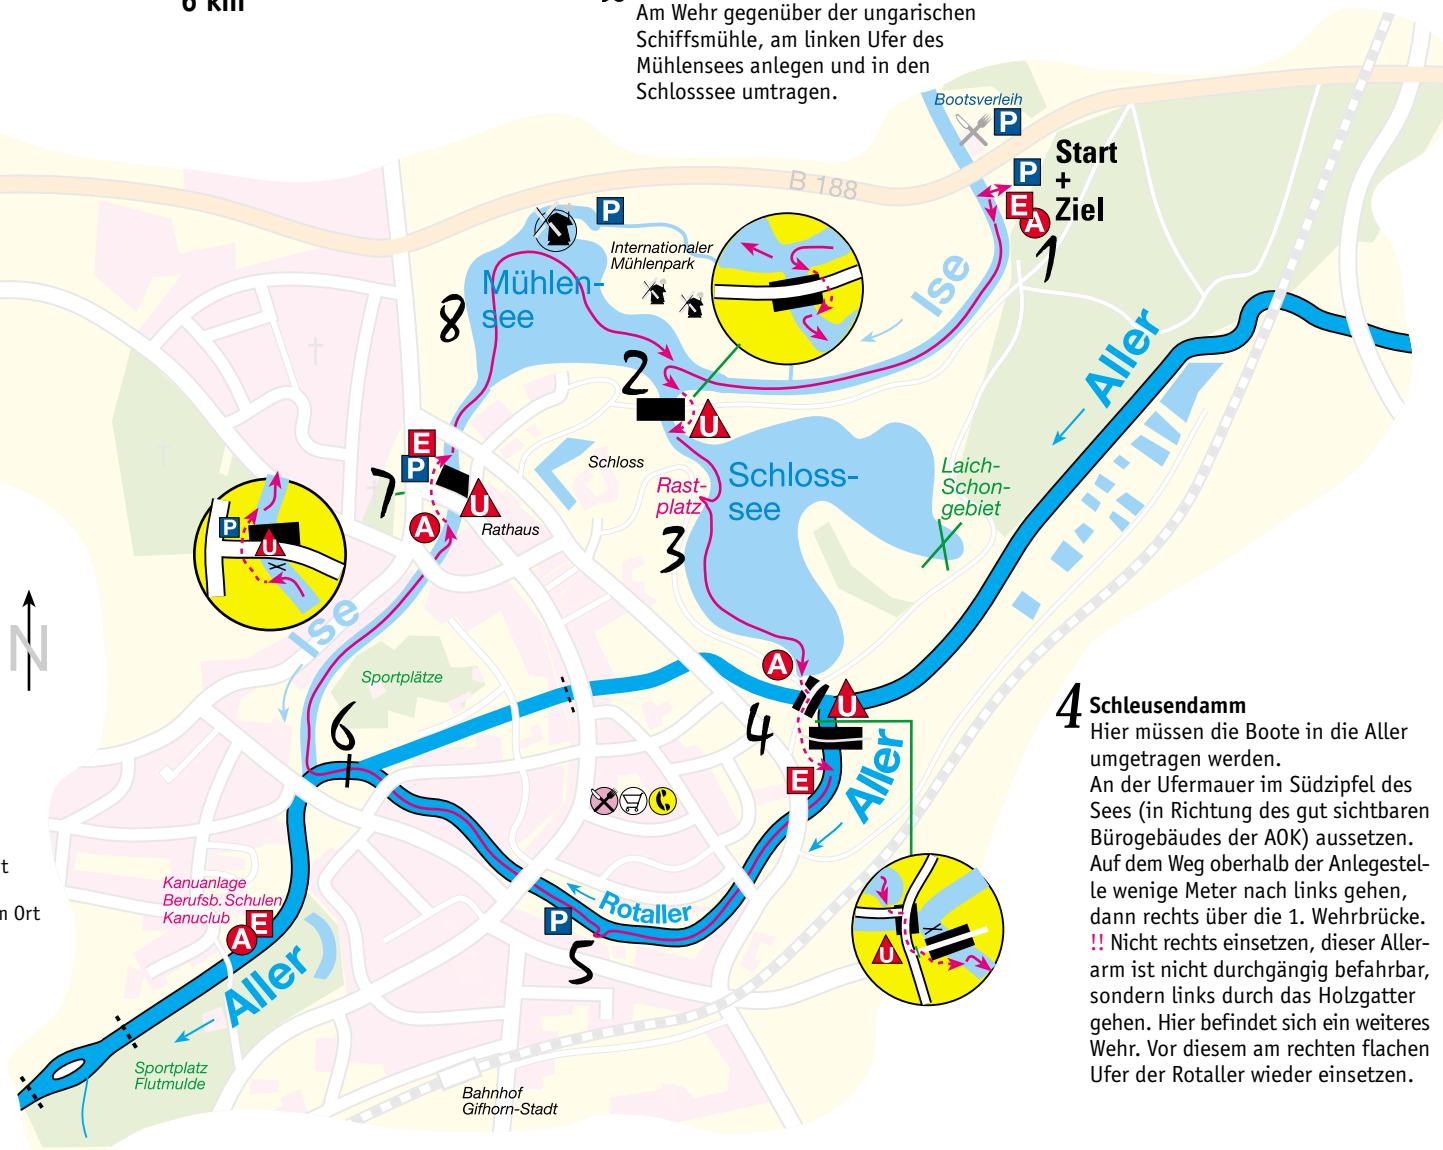 6 km
Am Wehr gegenüber der ungarischen
Schiffsmühle, am linken Ufer des
Mühlensees anlegen und in den
Schlosssee umtragen.
Bootsverleih
P
P
Start
+
Ziel
E
A
1
B 188
P
Internationaler
Mühlenpark
Mühlen-
see
8
Ise
Aller
2
U
E
P
7
U
A
Rathaus
Schloss
Rast-
platz
3
Schloss-
see
Laich-
Schon-
gebiet
P
U
Ise
N
Sportplätze
6
A
4
U
E
Aller
4 Schleusendamm
Hier müssen die Boote in die Aller
umgetragen werden.
An der Ufermauer im Südzipfel des
Sees (in Richtung des gut sichtbaren
Bürogebäudes der AOK) aussetzen.
Auf dem Weg oberhalb der Anlegestel-
le wenige Meter nach links gehen,
dann rechts über die 1. Wehrbrücke.
!! Nicht rechts einsetzen, dieser Aller-
arm ist nicht durchgängig befahrbar,
sondern links durch das Holzgatter
gehen. Hier befindet sich ein weiteres
Wehr. Vor diesem am rechten flachen
Ufer der Rotaller wieder einsetzen.
t
n Ort
Kanuanlage
Berufsb. Schulen
Kanuclub
E
A
Aller
Rotaller
P
5
U
Sportplatz
Flutmulde
Bahnhof
Gifhorn-Stadt